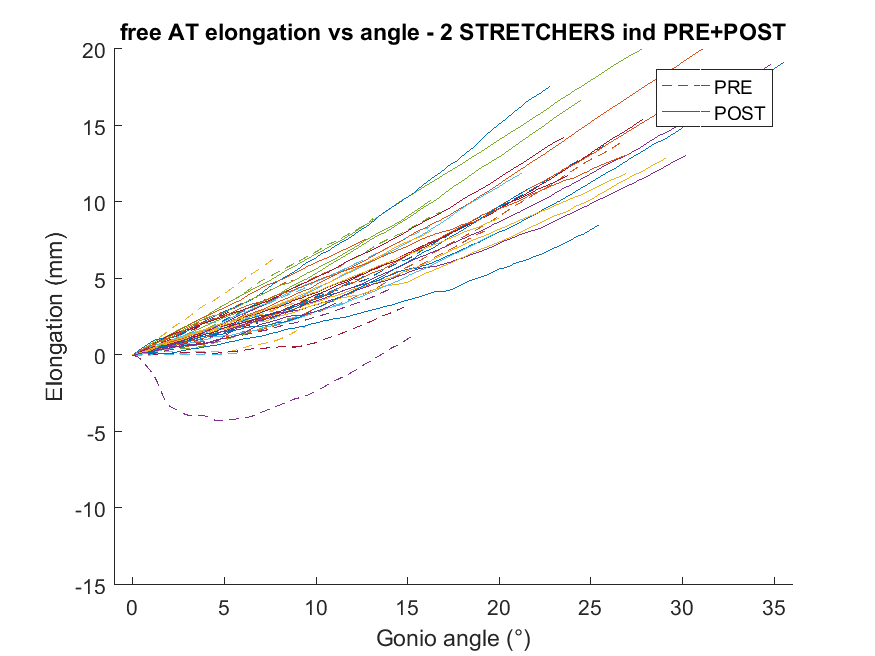 free AT elongation vs angle - 2 STRETCHERS ind PRE+POST
20
15
10
5
0
-5
-10
-15
Elongation (mm)
PRE
POST
0 5 10 15 20 25 30 35
Gonio angle (°)